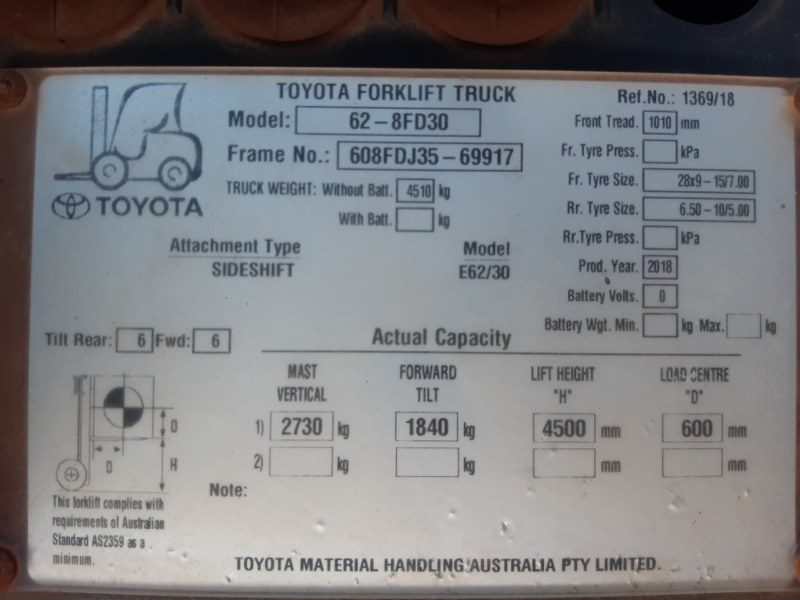 TOYOTA FORKLIFT TRUCK
Ref.No.: 1369/18
Model: 62-8FD30
Frame No.: 608FDJ35-69917
TRUCK WEIGHT: Without Batt. 4510 kg
With Batt. kg
TOYOTA
Front Tread. 1010 mm
Fr. Tyre Press. kPa
Fr. Tyre Size. 28x9-15/7.00
Rr. Tyre Size. 6.50-10/5.00
Rr. Tyre Press. kPa
Prod. Year. 2018
Battery Volts. 0
Battery Wgt. Min. kg Max. kg
Attachment Type Model
SIDESHIFT E62/30
Tilt Rear: 6 Fwd: 6
Actual Capacity
MAST FORWARD LIFT HEIGHT LOAD CENTRE
VERTICAL TILT "H" "D"
1) 2730 kg 1840 kg 4500 mm 600 mm
2) kg kg mm mm
D
D H
Note:
This forklift complies with
requirements of Australian
Standard AS2359 as a
minimum.
TOYOTA MATERIAL HANDLING AUSTRALIA PTY LIMITED.